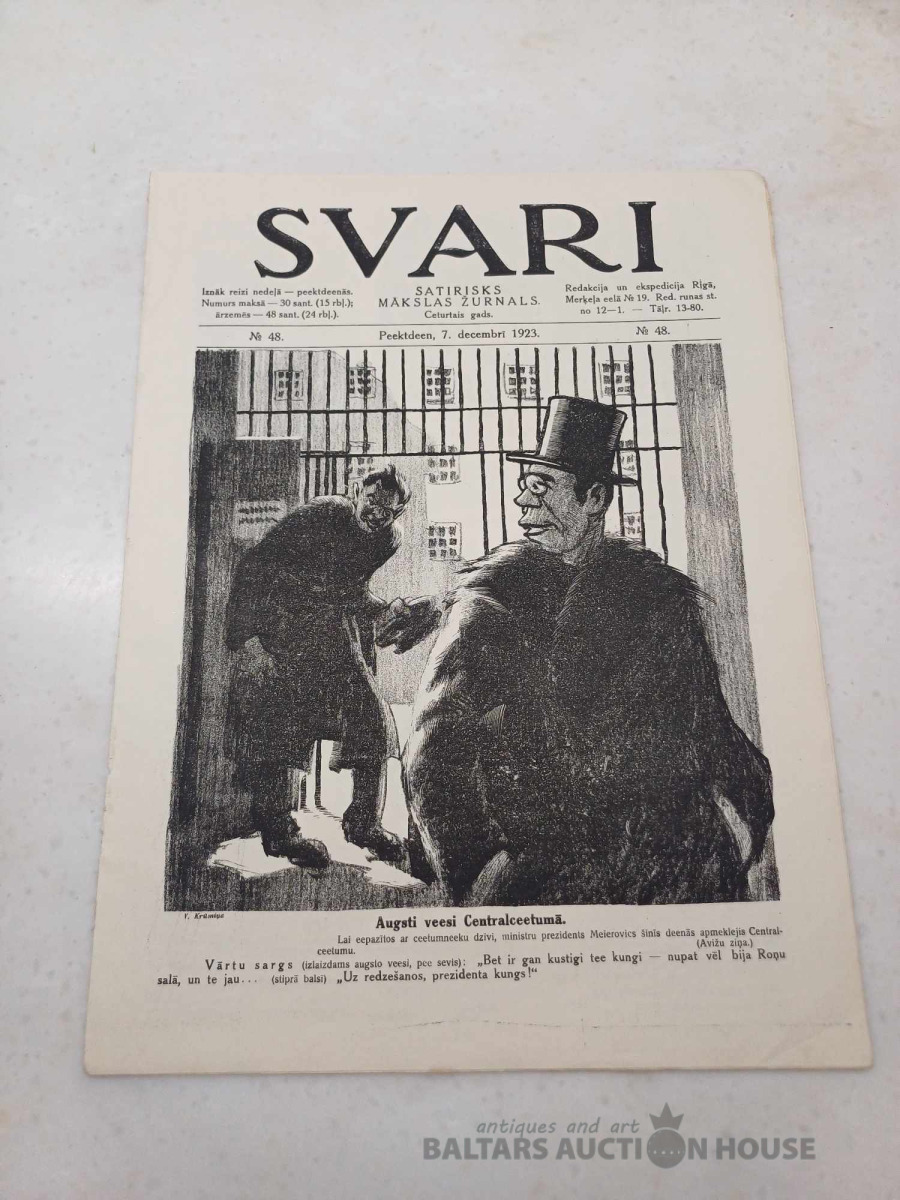 SVARI
Iznāk reizi nedeļā — peektdeenās.
Numurs maksā — 30 sant. (15 rbļ.);
ārzemēs — 48 sant. (24 rbļ.).
SATIRISKS
MĀKSLAS ŽURNALS.
Ceturtais gads.
Redakcija un ekspedicija Rīgā,
Merķeļa eelā № 19. Red. runas st.
no 12—1. — Tāļr. 13-80.
№ 48.
Peektdeen, 7. decembrī 1923.
№ 48.
V. Krūmiņš
Augsti veesi Centralceetumā.
Lai eepazītos ar ceetumneeku dzīvi, ministru prezidents Meierovics šinīs deenās apmeklējis Central-
ceetumu.
(Avižu ziņa.)
Vārtu sargs (izlaizdams augsto veesi, pee sevis): „Bet ir gan kustīgi tee kungi — nupat vēl bija Roņu
salā, un te jau... (stiprā balsī) „Uz redzēšanos, prezidenta kungs!“
antiques and art
BALTARS AUCTION HOUSE